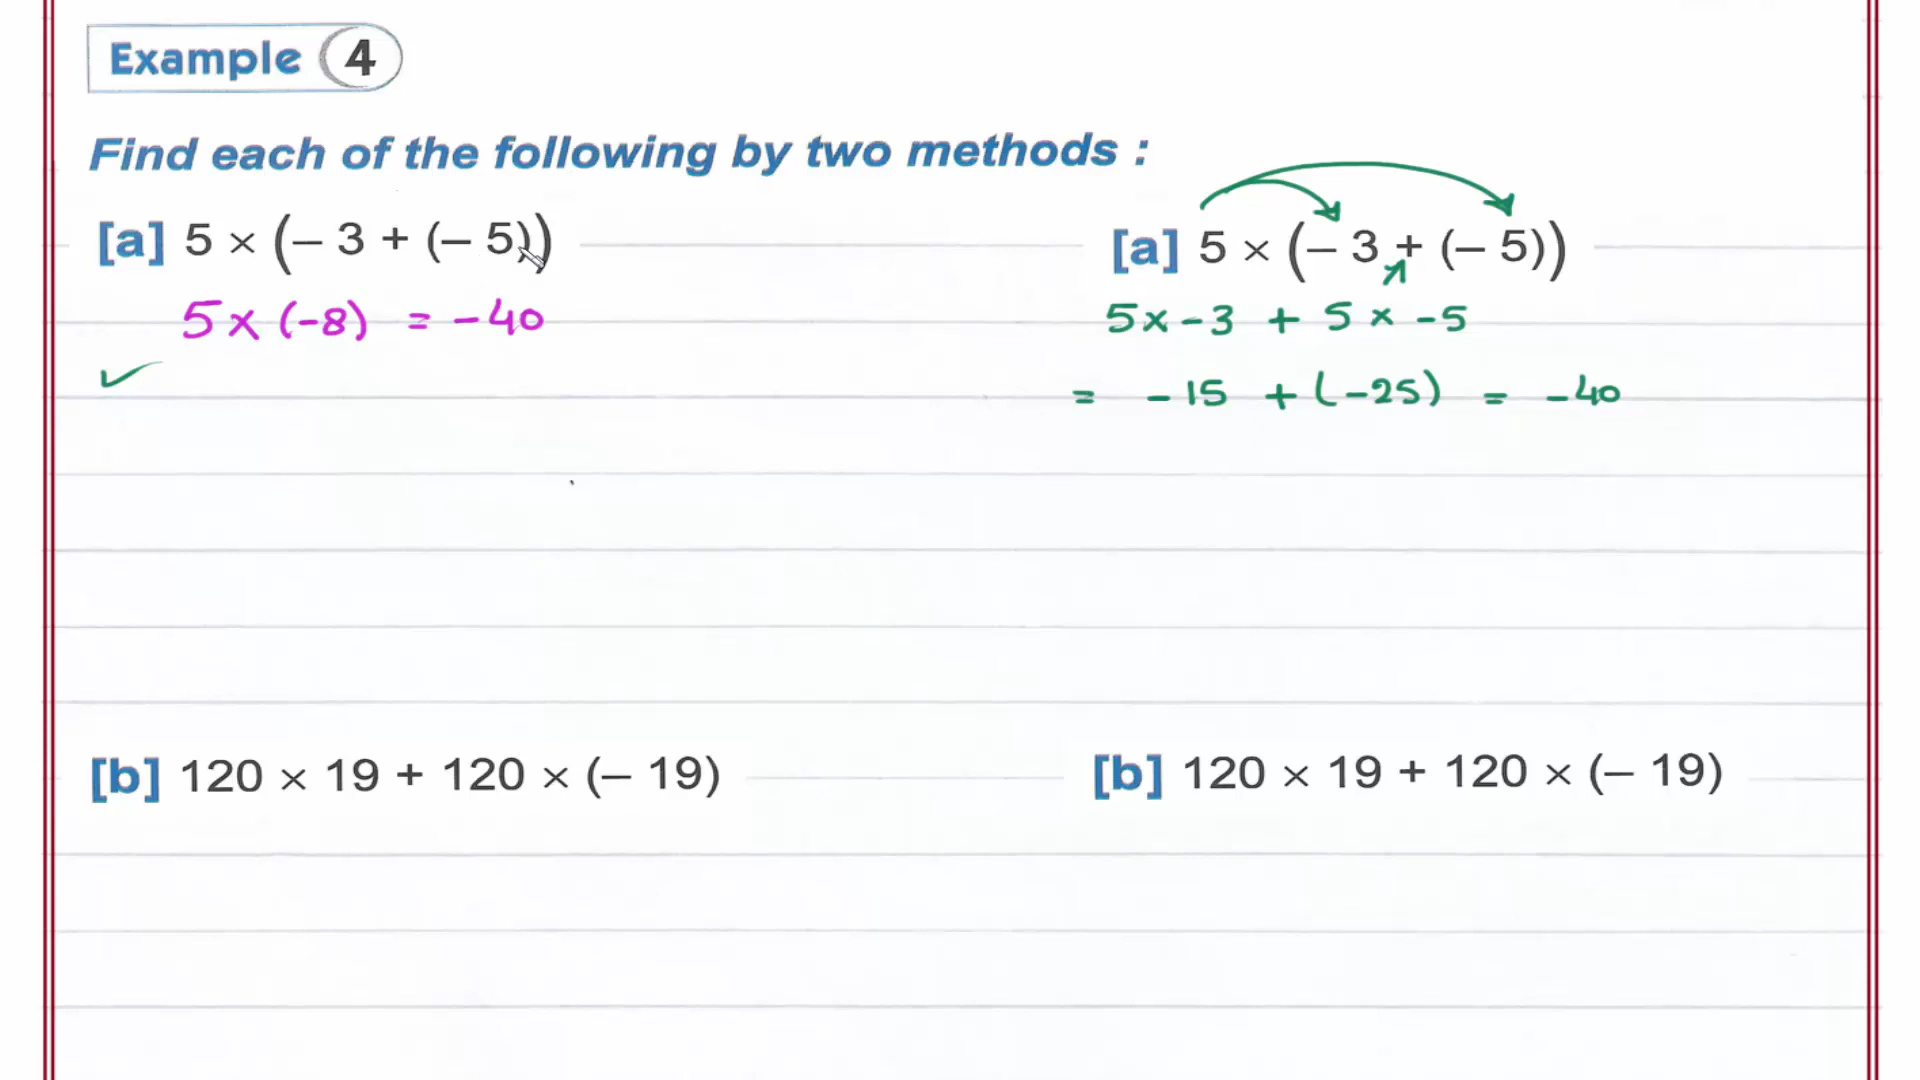 Example 4
Find each of the following by two methods :
[a] 5 × (– 3 + (– 5))
5 x (-8) = -40
[a] 5 × (– 3 + (– 5))
5x-3 + 5 x -5
= -15 + (-25) = -40
[b] 120 × 19 + 120 × (– 19)
[b] 120 × 19 + 120 × (– 19)